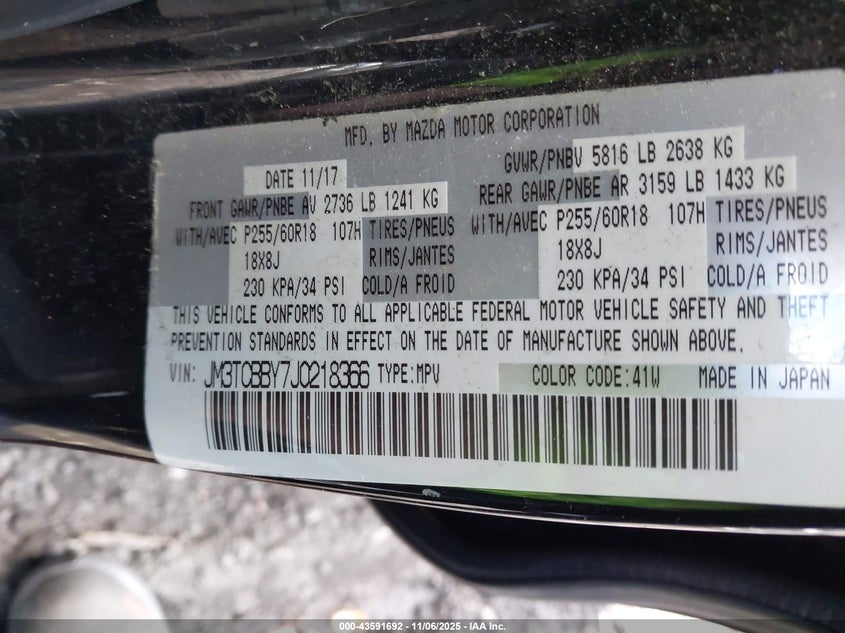 MFD. BY MAZDA MOTOR CORPORATION
DATE 11/17
GVWR/PNBV 5816 LB 2638 KG
FRONT GAWR/PNBE AV 2736 LB 1241 KG
REAR GAWR/PNBE AR 3159 LB 1433 KG
WITH/AVEC P255/60R18 107H TIRES/PNEUS
WITH/AVEC P255/60R18 107H TIRES/PNEUS
18X8J RIMS/JANTES
18X8J RIMS/JANTES
230 KPA/34 PSI COLD/A FROID
230 KPA/34 PSI COLD/A FROID
THIS VEHICLE CONFORMS TO ALL APPLICABLE FEDERAL MOTOR VEHICLE SAFETY AND THEFT
PREVENTION STANDARDS IN EFFECT ON THE DATE OF MANUFACTURE SHOWN ABOVE.
VIN: JM3TCBBY7J0218366 TYPE:MPV COLOR CODE:41W MADE IN JAPAN
000-43591692 - 11/06/2025 - IAA Inc.